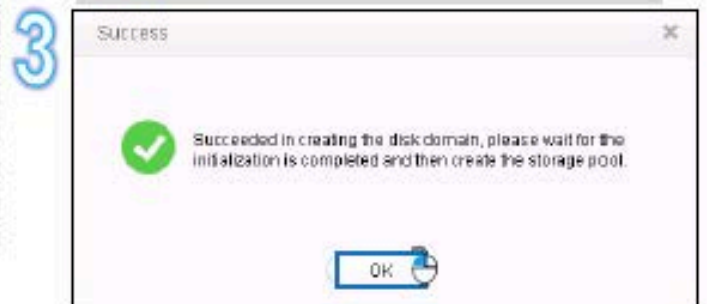 3
Success
Succeeded in creating the disk domain, please wait for the
initialization is completed and then create the storage pool.
OK